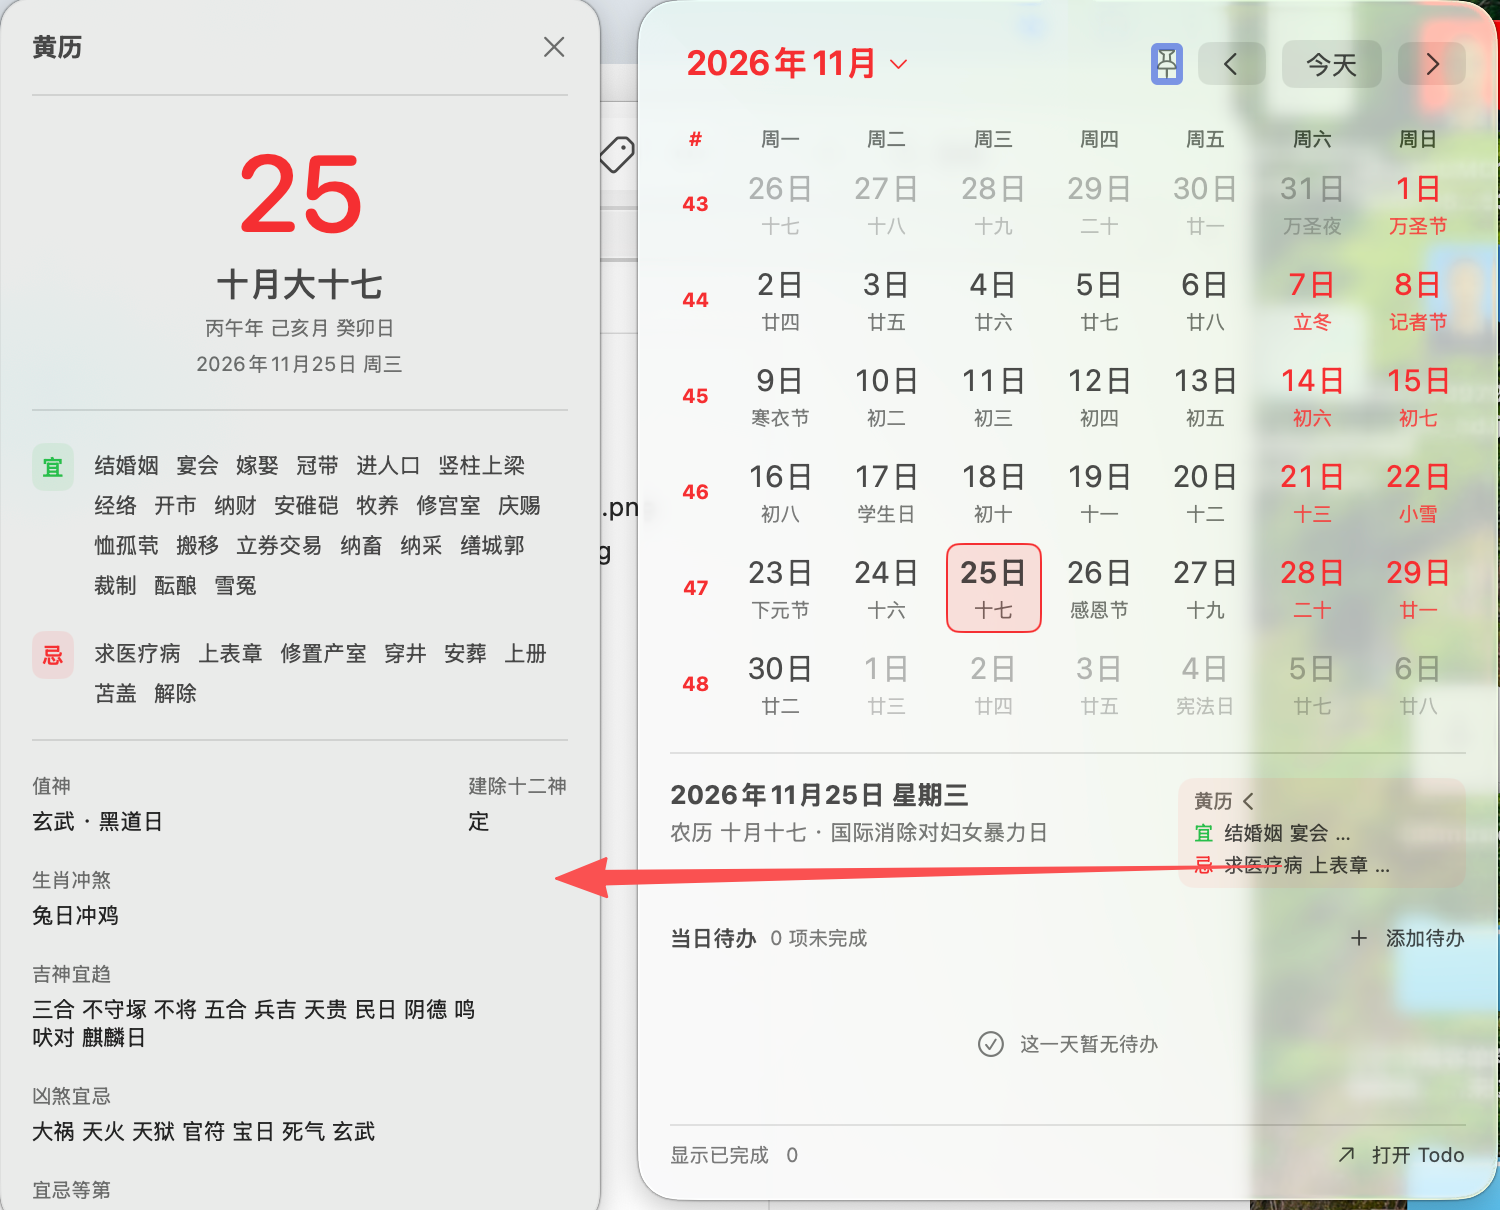 黄历
25
十月大十七
丙午年 己亥月 癸卯日
2026年11月25日 周三
宜
结婚姻 宴会 嫁娶 冠带 进人口 竖柱上梁
经络 开市 纳财 安碓硙 牧养 修宫室 庆赐
恤孤茕 搬移 立券交易 纳畜 纳采 缮城郭
裁制 酝酿 雪冤
忌
求医疗病 上表章 修置产室 穿井 安葬 上册
苫盖 解除
值神
玄武 · 黑道日
建除十二神
定
生肖冲煞
兔日冲鸡
吉神宜趋
三合 不守塚 不将 五合 兵吉 天贵 民日 阴德 鸣
吠对 麒麟日
凶煞宜忌
大祸 天火 天狱 官符 宝日 死气 玄武
宜忌等第
.pn
g
2026年11月
今天
# 周一 周二 周三 周四 周五 周六 周日
43 26日 27日 28日 29日 30日 31日 1日
十七 十八 十九 二十 廿一 万圣夜 万圣节
44 2日 3日 4日 5日 6日 7日 8日
廿四 廿五 廿六 廿七 廿八 立冬 记者节
45 9日 10日 11日 12日 13日 14日 15日
寒衣节 初二 初三 初四 初五 初六 初七
46 16日 17日 18日 19日 20日 21日 22日
初八 学生日 初十 十一 十二 十三 小雪
47 23日 24日 25日 26日 27日 28日 29日
下元节 十六 十七 感恩节 十九 二十 廿一
48 30日 1日 2日 3日 4日 5日 6日
廿二 廿三 廿四 廿五 宪法日 廿七 廿八
2026年11月25日 星期三
农历 十月十七 · 国际消除对妇女暴力日
黄历
宜 结婚姻 宴会 ...
忌 求医疗病 上表章 ...
当日待办 0 项未完成
添加待办
这一天暂无待办
显示已完成 0
打开 Todo